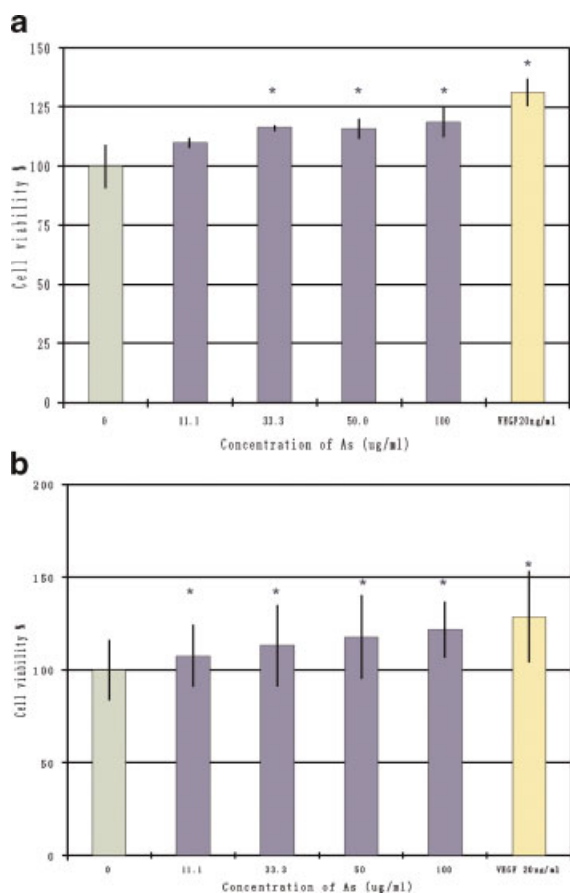 a
150
*
*
*
*
125
100
75
50
25
0
Cell viability %
0 11.1 33.3 50.0 100 VEGF20ng/ml
Concentration of As (ug/ml)
b
200
150
*
*
*
*
*
100
50
0
Cell viability %
0 11.1 33.3 50 100 VEGF 20ng/ml
Concentration of As (ug/ml)